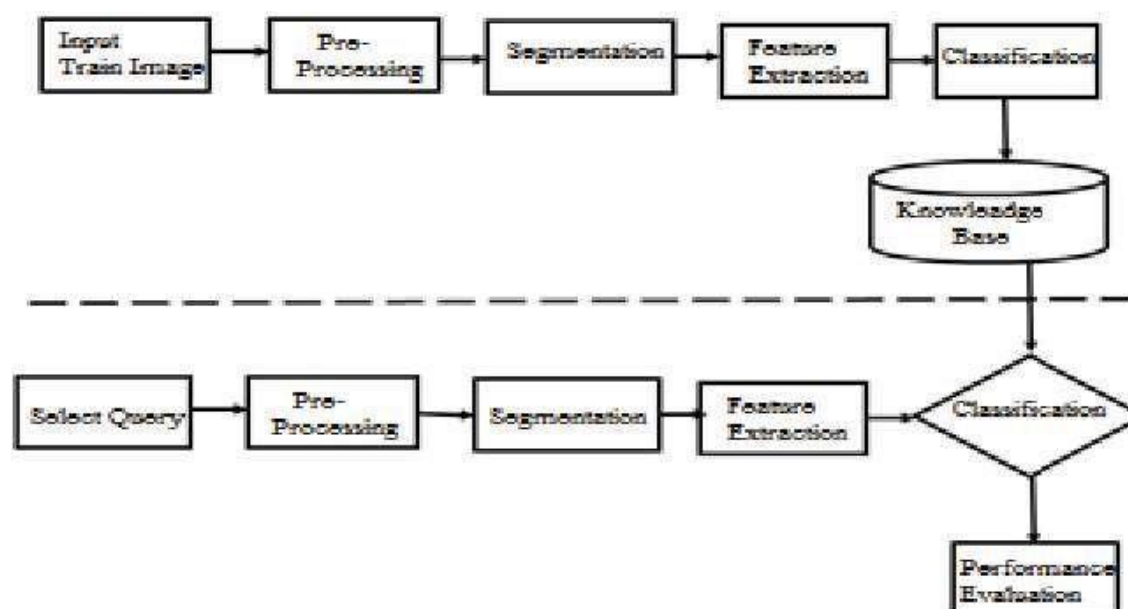 Input
Train Image
Pre-
Processing
Segmentation
Feature
Extraction
Classification
Knowleadge
Base
Select Query
Pre-
Processing
Segmentation
Feature
Extraction
Classification
Performance
Evaluation